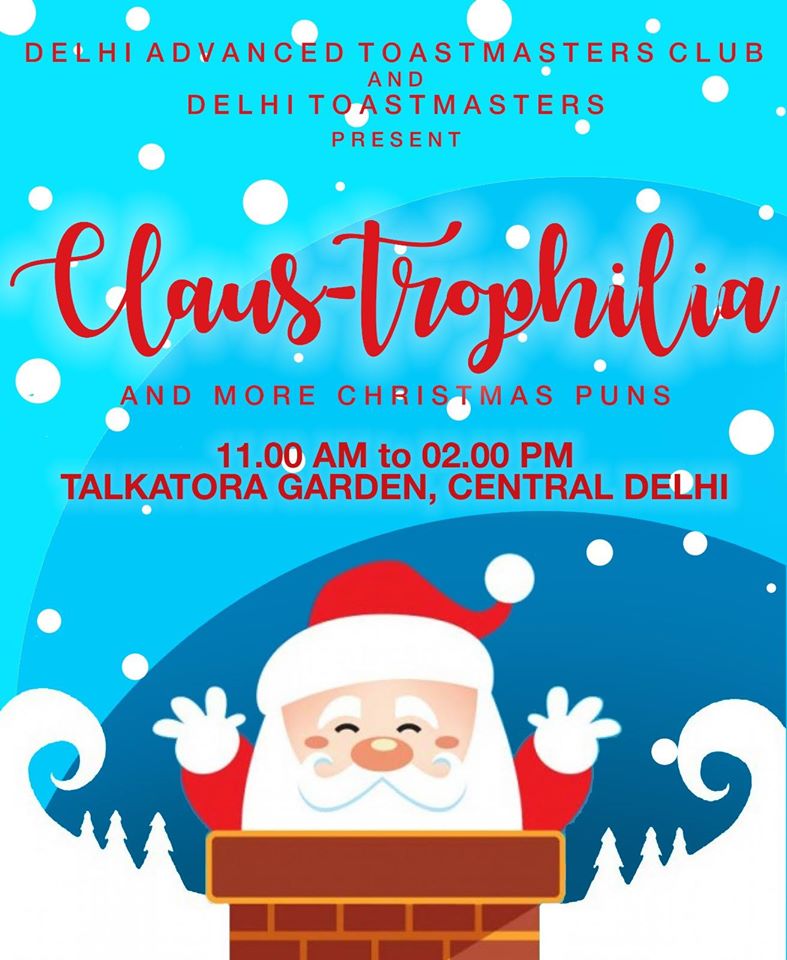 DELHI ADVANCED TOASTMASTERS CLUB
AND
DELHI TOASTMASTERS
PRESENT
Claus-trophilia
AND MORE CHRISTMAS PUNS
11.00 AM to 02.00 PM
TALKATORA GARDEN, CENTRAL DELHI